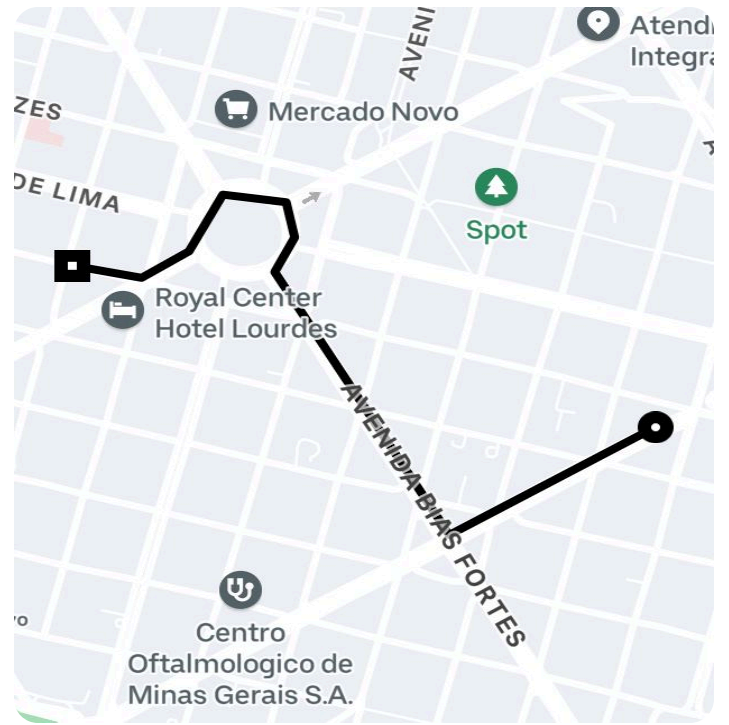 AVENI
Atendi
Integra
ZES
Mercado Novo
DE LIMA
Spot
Royal Center
Hotel Lourdes
AVENIDA BIAS FORTES
Centro
Oftalmologico de
Minas Gerais S.A.